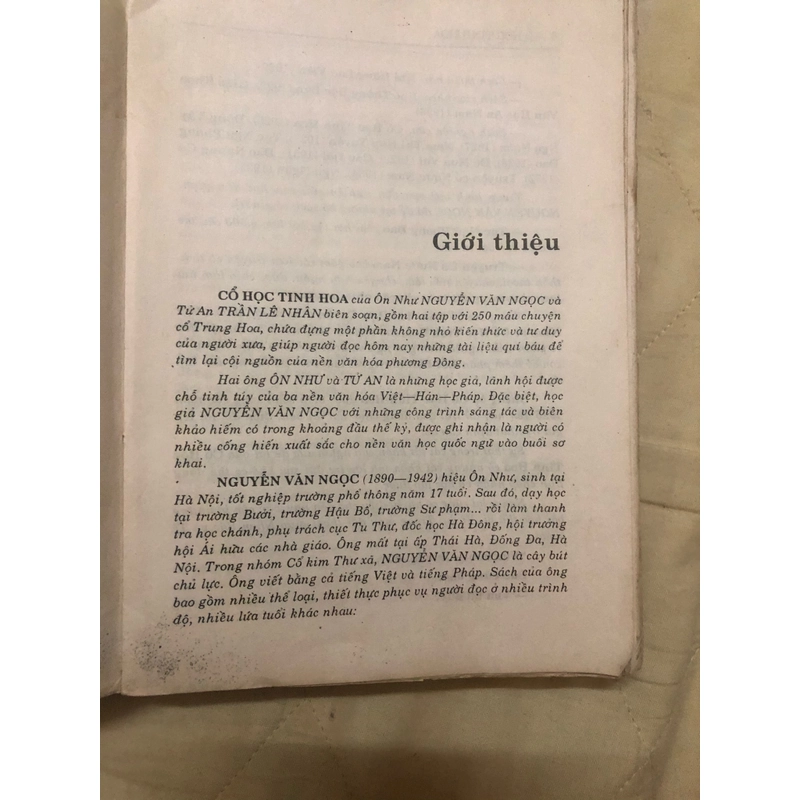 Giới thiệu
CỔ HỌC TINH HOA của Ôn Như NGUYỄN VĂN NGỌC và
Tử An TRẦN LÊ NHÂN biên soạn, gồm hai tập với 250 mẩu chuyện
cổ Trung Hoa, chứa đựng một phần không nhỏ kiến thức và tư duy
của người xưa, giúp người đọc hôm nay những tài liệu quí báu để
tìm lại cội nguồn của nền văn hóa phương Đông.
Hai ông ÔN NHƯ và TỬ AN là những học giả, lãnh hội được
chỗ tinh túy của ba nền văn hóa Việt—Hán—Pháp. Đặc biệt, học
giả NGUYỄN VĂN NGỌC với những công trình sáng tác và biên
khảo hiếm có trong khoảng đầu thế kỷ, được ghi nhận là người có
nhiều cống hiến xuất sắc cho nền văn học quốc ngữ vào buổi sơ
khai.
NGUYỄN VĂN NGỌC (1890—1942) hiệu Ôn Như, sinh tại
Hà Nội, tốt nghiệp trường phổ thông năm 17 tuổi. Sau đó, dạy học
tại trường Bưởi, trường Hậu Bổ, trường Sư phạm... rồi làm thanh
tra học chánh, phụ trách cục Tu Thư, đốc học Hà Đông, hội trưởng
hội Ái hữu các nhà giáo. Ông mất tại ấp Thái Hà, Đống Đa, Hà
Nội. Trong nhóm Cổ kim Thư xã, NGUYỄN VĂN NGỌC là cây bút
chủ lực. Ông viết bằng cả tiếng Việt và tiếng Pháp. Sách của ông
bao gồm nhiều thể loại, thiết thực phục vụ người đọc ở nhiều trình
độ, nhiều lứa tuổi khác nhau: